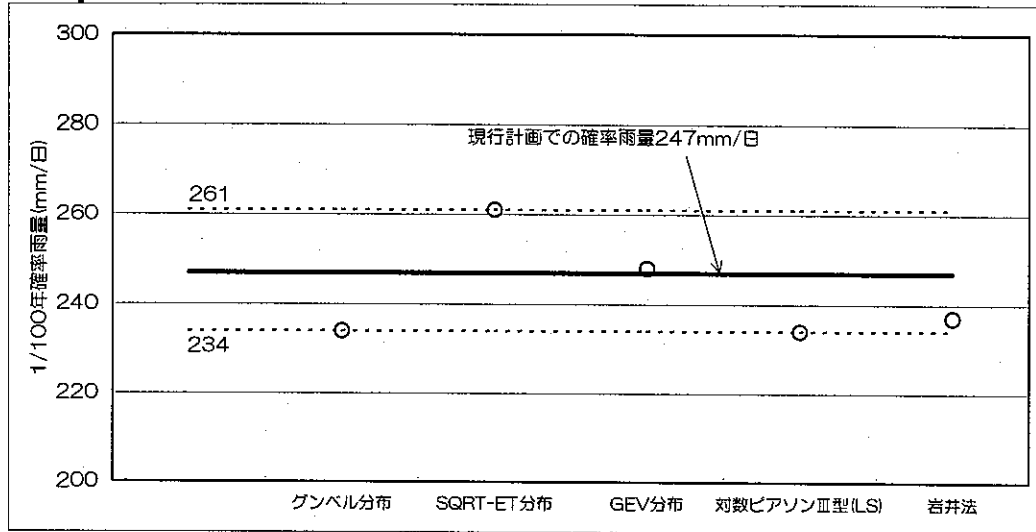 300
280
260
240
220
200
1/100年確率雨量(mm/日)
現行計画での確率雨量247mm/日
261
234
グンベル分布
SQRT-ET分布
GEV分布
対数ピアソンⅢ型(LS)
岩井法